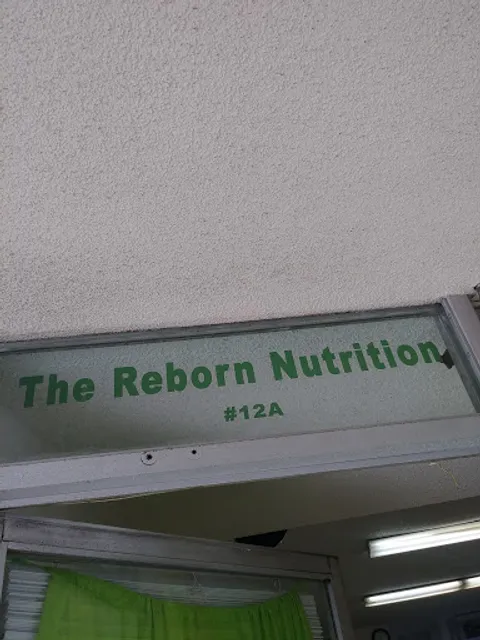 The Reborn Nutrition
#12A